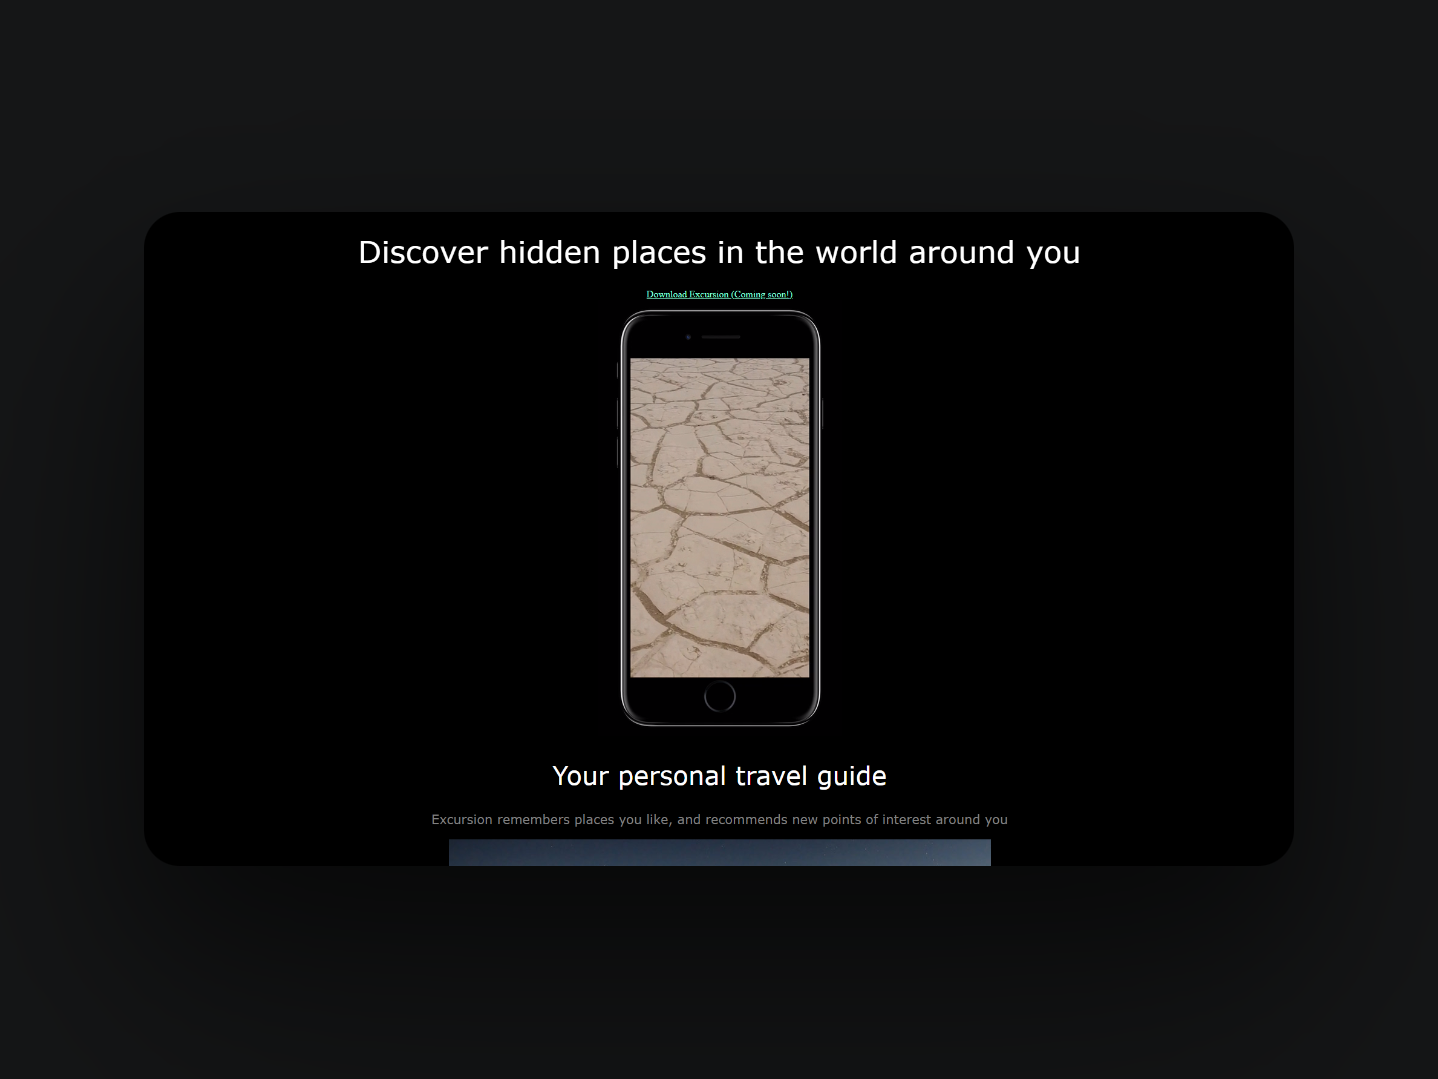 Discover hidden places in the world around you
Download Excursion (Coming soon!)
Your personal travel guide
Excursion remembers places you like, and recommends new points of interest around you